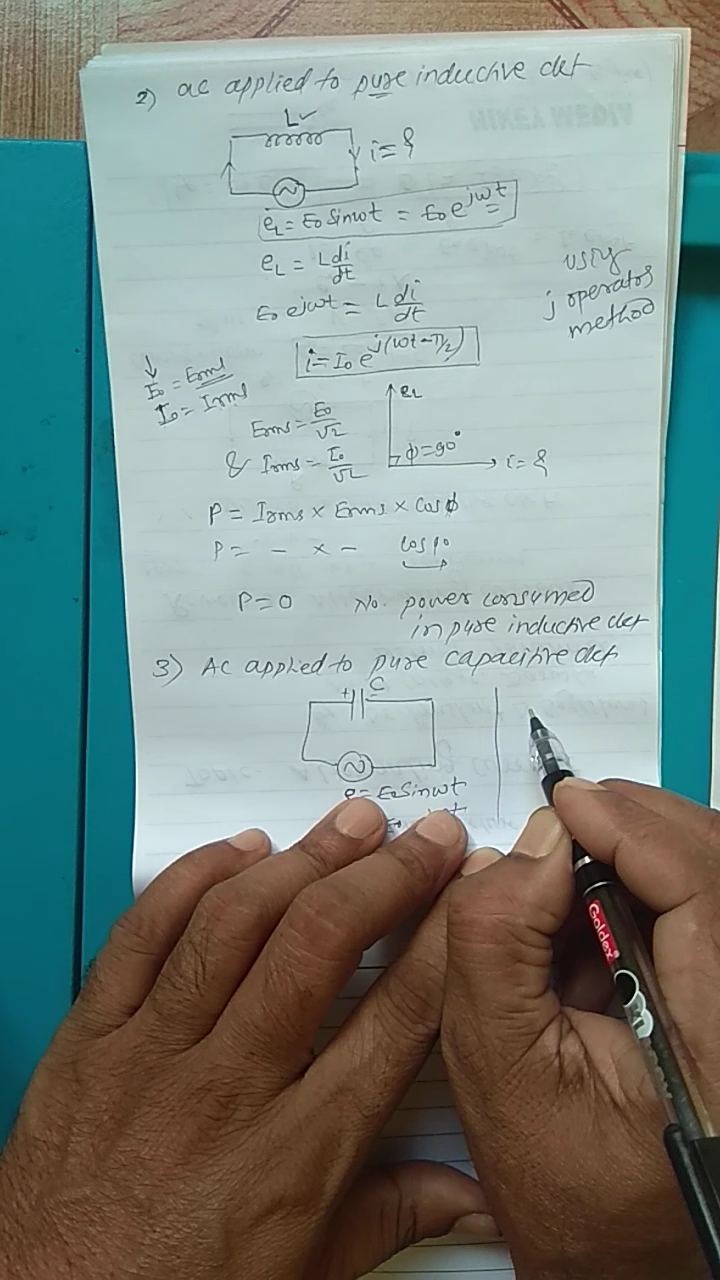 2) ac applied to pure inductive ckt
L✓
i = ?
eL = E0 Sinωt = E0 e^jωt
eL = L di/dt
E0 ejωt = L di/dt
using
j operator
method
i = I0 e^j(ωt - π/2)
↓
E0 = Erms
I0 = Irms
eL
Erms = E0/√2
ϕ = 90°
& Irms = I0/√2
i = ?
P = Irms × Erms × Cosϕ
P = - × - Cos 90
P = 0 No. power consumed
in pure inductive ckt
3) AC applied to pure capacitive ckt
+ C
e = E0 Sinωt
Goldex